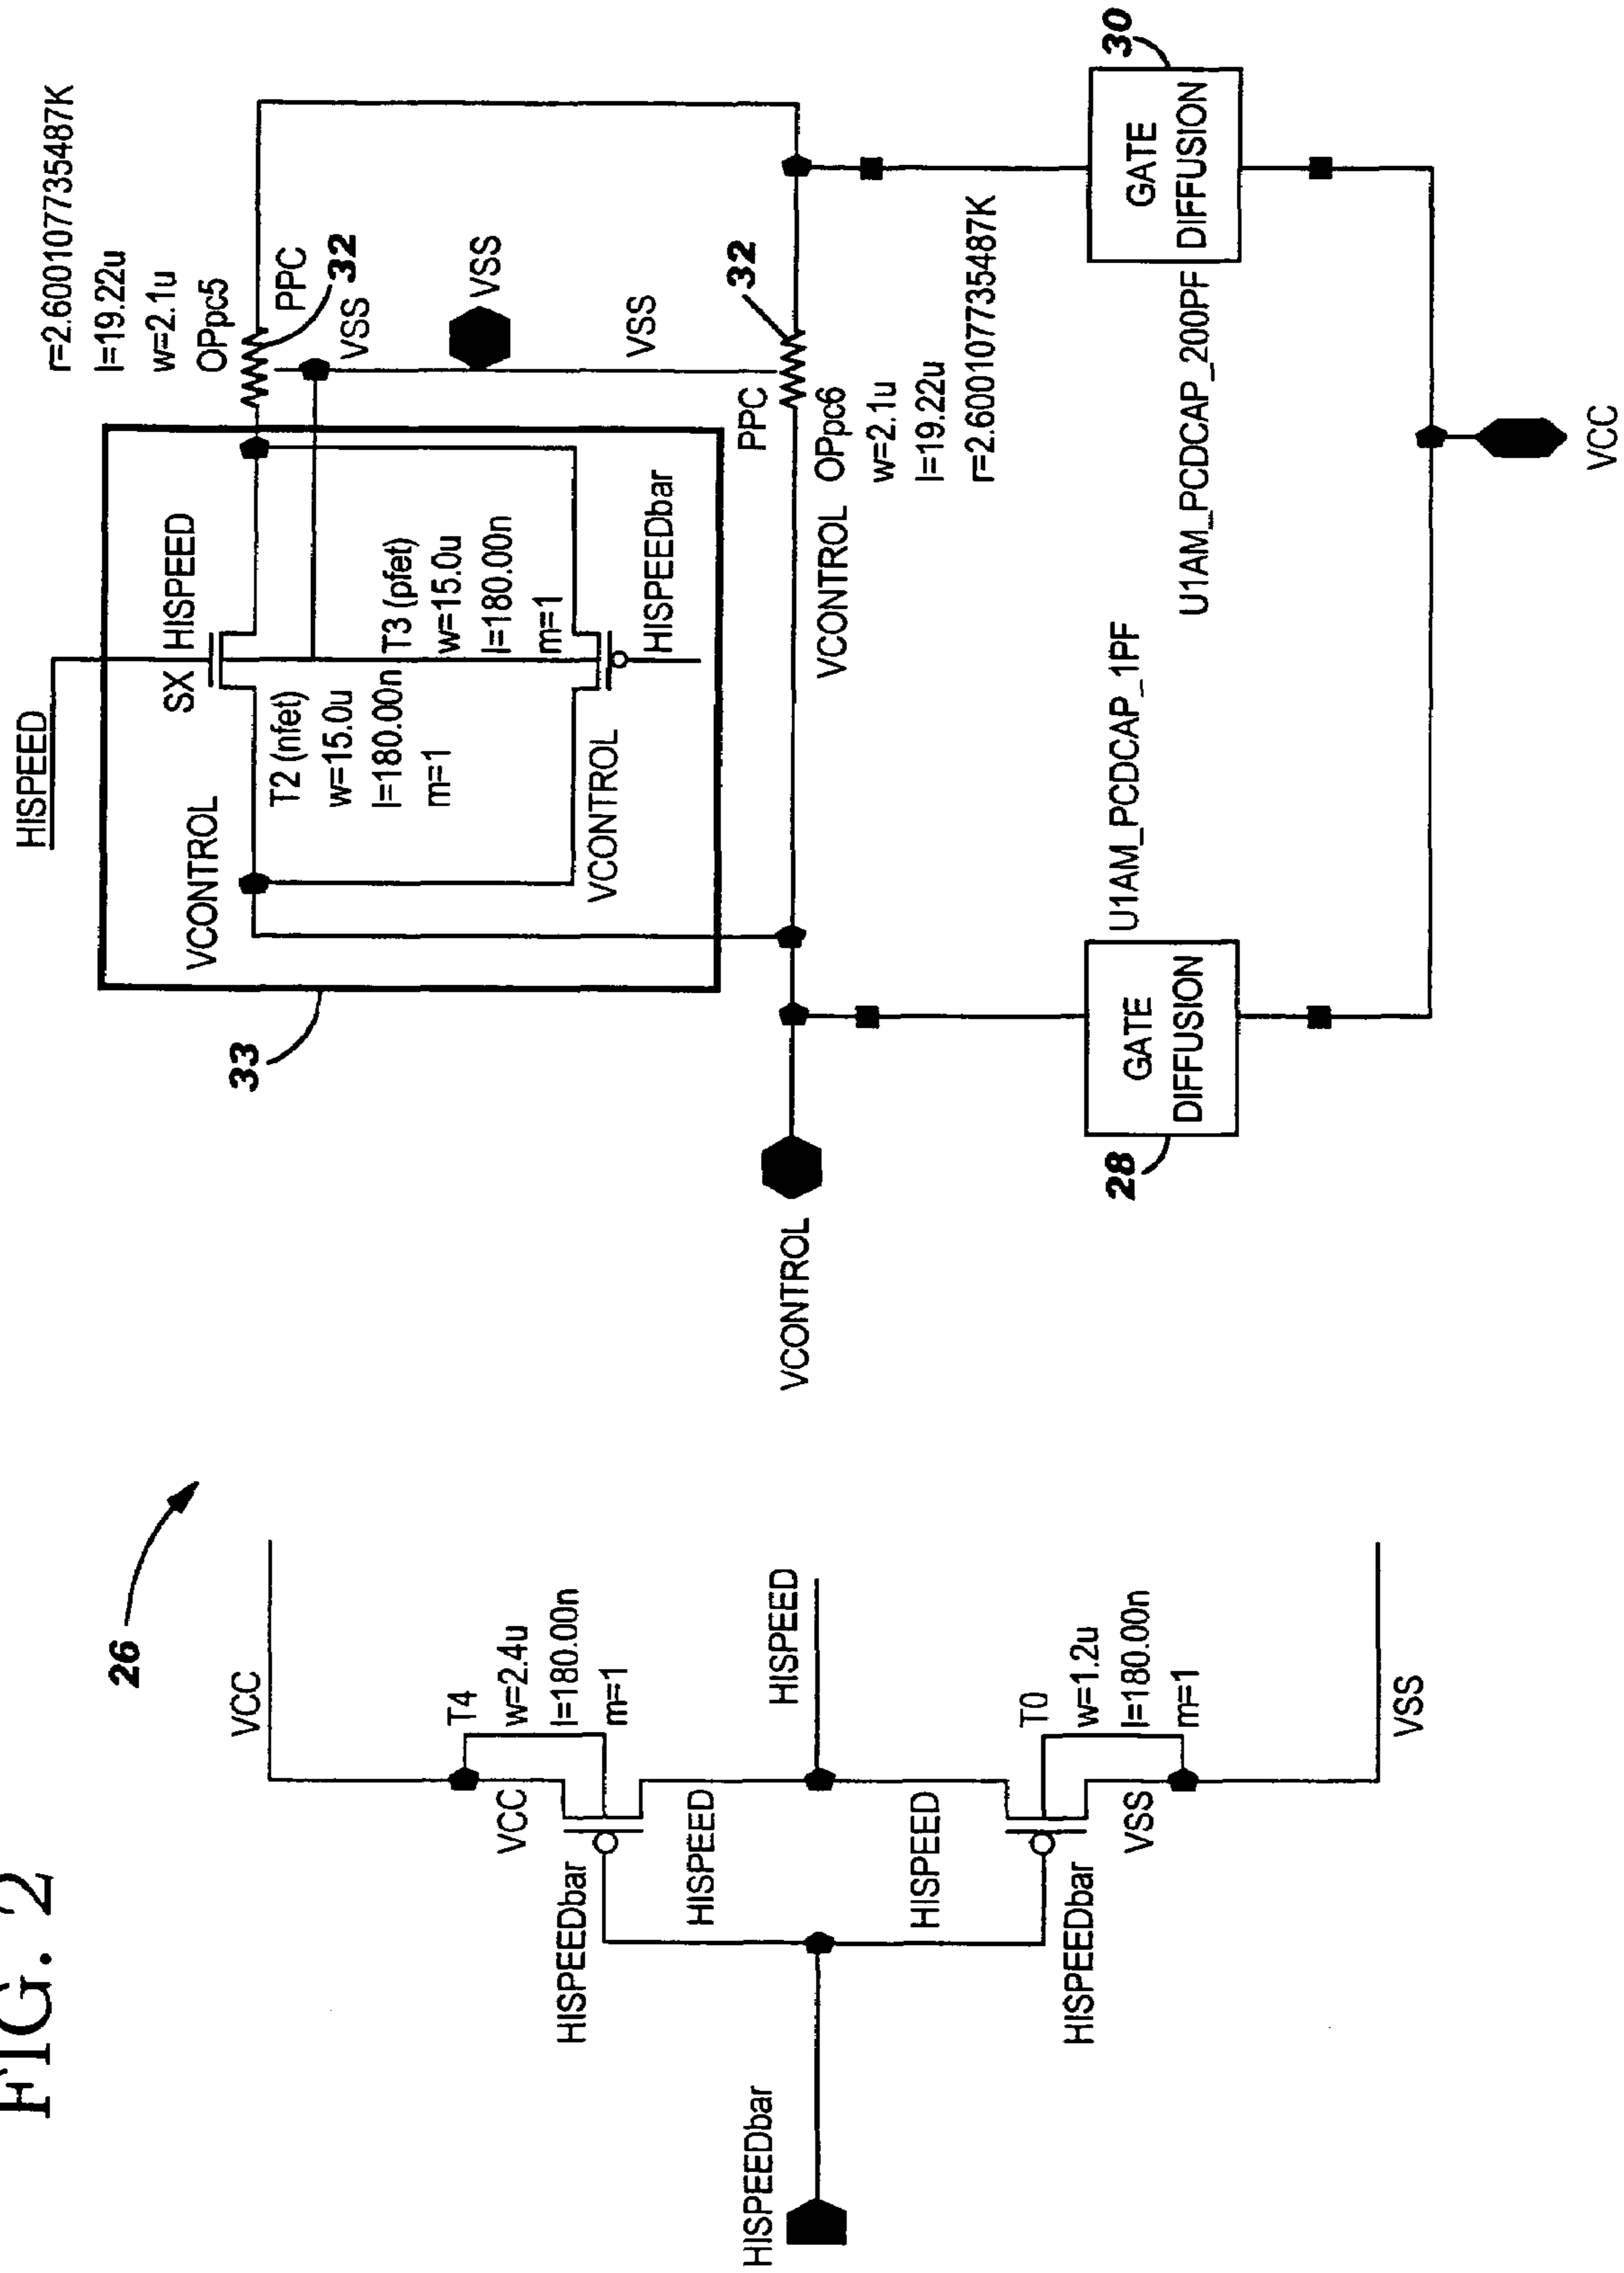 FIG. 2
26
VCC
T4
w=2.4u
l=180.00n
m=1
VCC
HISPEEDbar
HISPEED
HISPEED
HISPEEDbar
HISPEED
HISPEEDbar
T0
w=1.2u
l=180.00n
m=1
VSS
VSS
HISPEED
33
VCONTROL
SX
HISPEED
T2 (nfet)
w=15.0u
l=180.00n
m=1
T3 (pfet)
w=15.0u
l=180.00n
m=1
VCONTROL
HISPEEDbar
r=2.600107735487K
l=19.22u
w=2.1u
OPpc5
PPC
32
VSS
VSS
VSS
32
PPC
VCONTROL
VCONTROL
OPpc6
w=2.1u
l=19.22u
r=2.600107735487K
U1AM_PCDCAP_1PF
28
GATE
DIFFUSION
U1AM_PCDCAP_200PF
30
GATE
DIFFUSION
VCC